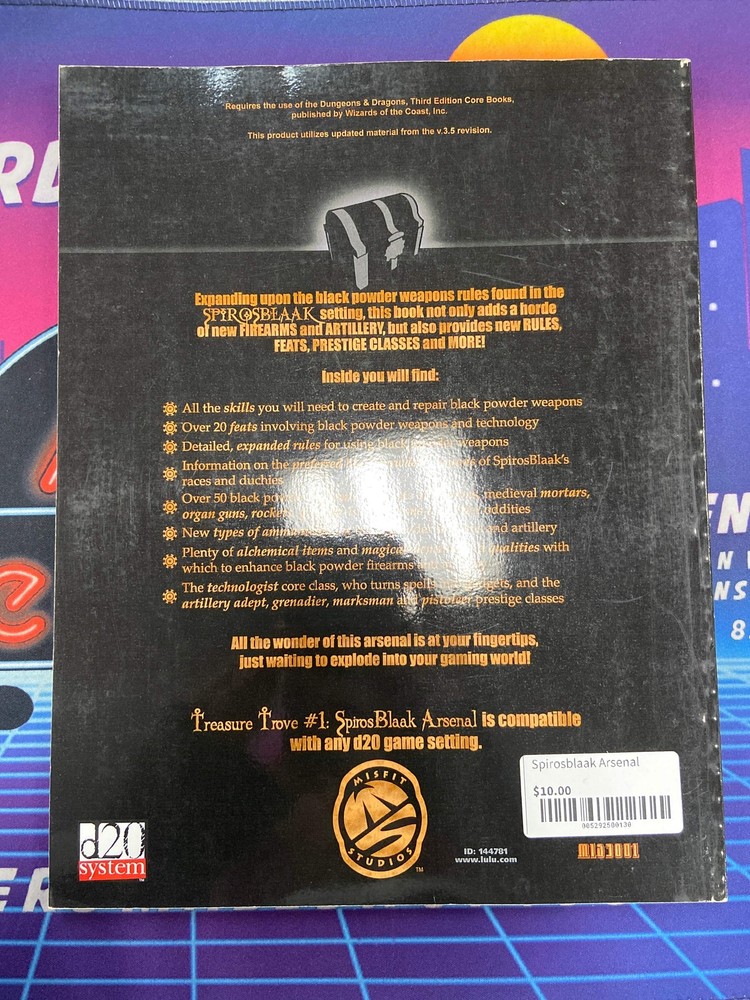 Requires the use of the Dungeons & Dragons, Third Edition Core Books,
published by Wizards of the Coast, Inc.
This product utilizes updated material from the v.3.5 revision.
Expanding upon the black powder weapons rules found in the
SPIROSBLAAK setting, this book not only adds a horde
of new FIREARMS and ARTILLERY, but also provides new RULES,
FEATS, PRESTIGE CLASSES and MORE!
Inside you will find:
All the skills you will need to create and repair black powder weapons
Over 20 feats involving black powder weapons and technology
Detailed, expanded rules for using black powder weapons
Information on the preferred of SpirosBlaak's
races and duchies
Over 50 black medieval mortars,
organ guns, oddities
New types of and artillery
Plenty of alchemical items and magical qualities with
which to enhance black powder firearms
The technologist core class, who turns and the
artillery adept, grenadier, marksman and pistoleer prestige classes
All the wonder of this arsenal is at your fingertips,
just waiting to explode into your gaming world!
Treasure Trove #1: SpirosBlaak Arsenal is compatible
with any d20 game setting.
MISFIT
STUDIOS
TM
d20
system
ID: 144781
www.lulu.com
Spirosblaak Arsenal
$10.00